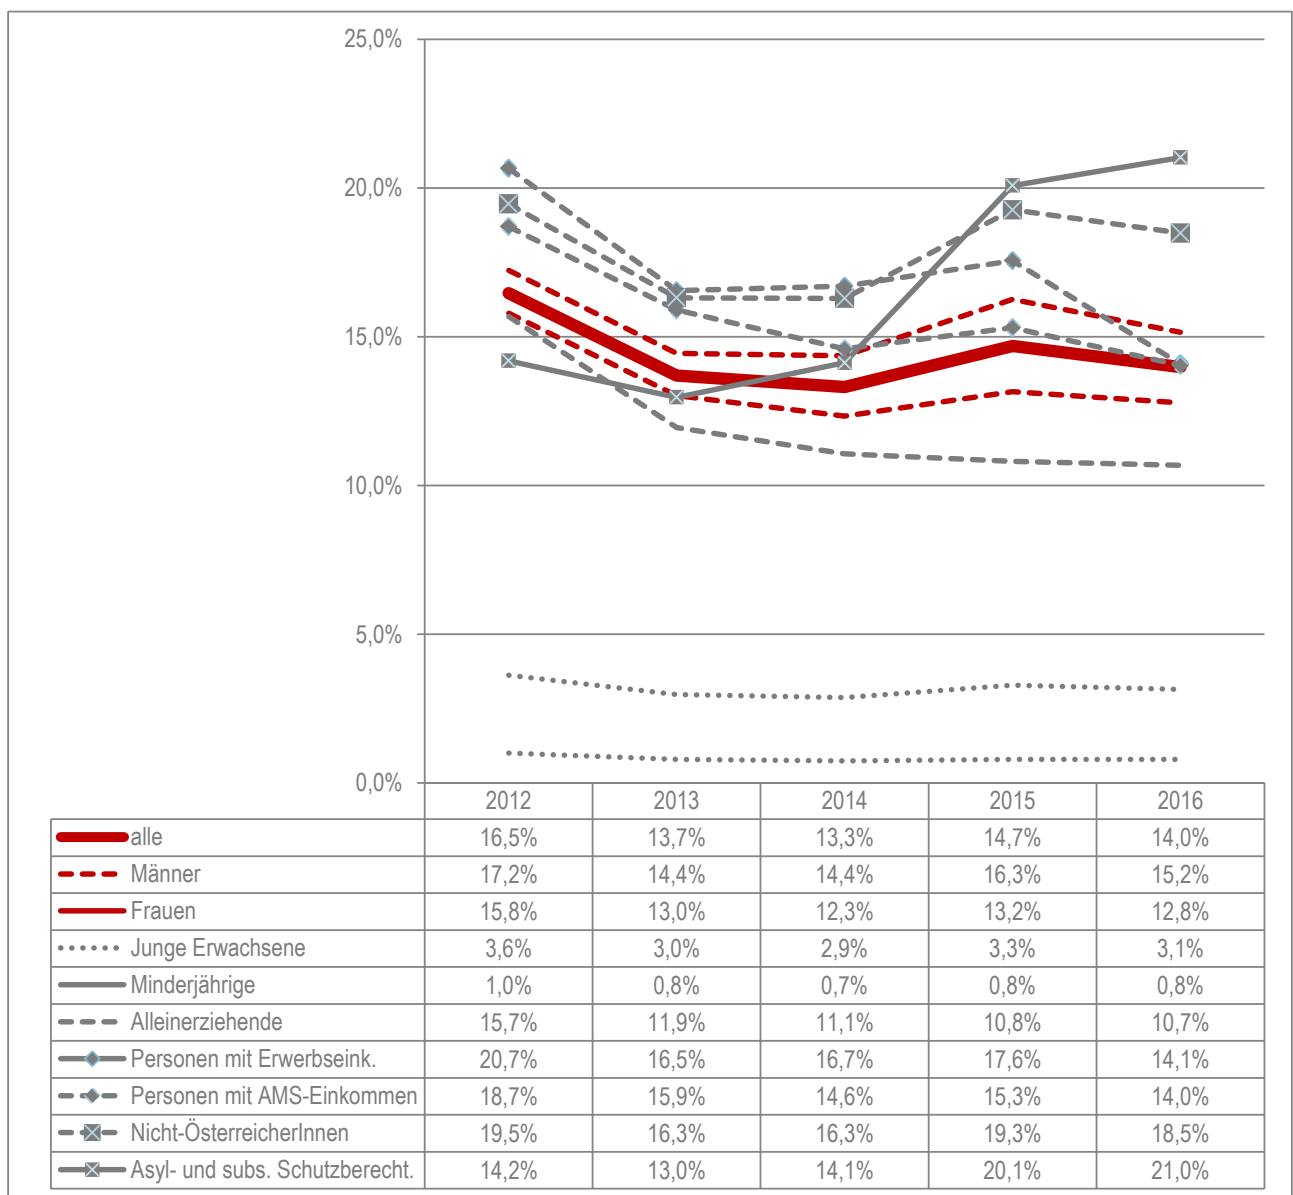 25,0%
20,0%
15,0%
10,0%
5,0%
0,0%
2012 2013 2014 2015 2016
alle 16,5% 13,7% 13,3% 14,7% 14,0%
Männer 17,2% 14,4% 14,4% 16,3% 15,2%
Frauen 15,8% 13,0% 12,3% 13,2% 12,8%
Junge Erwachsene 3,6% 3,0% 2,9% 3,3% 3,1%
Minderjährige 1,0% 0,8% 0,7% 0,8% 0,8%
Alleinerziehende 15,7% 11,9% 11,1% 10,8% 10,7%
Personen mit Erwerbseink. 20,7% 16,5% 16,7% 17,6% 14,1%
Personen mit AMS-Einkommen 18,7% 15,9% 14,6% 15,3% 14,0%
Nicht-ÖsterreicherInnen 19,5% 16,3% 16,3% 19,3% 18,5%
Asyl- und subs. Schutzberecht. 14,2% 13,0% 14,1% 20,1% 21,0%